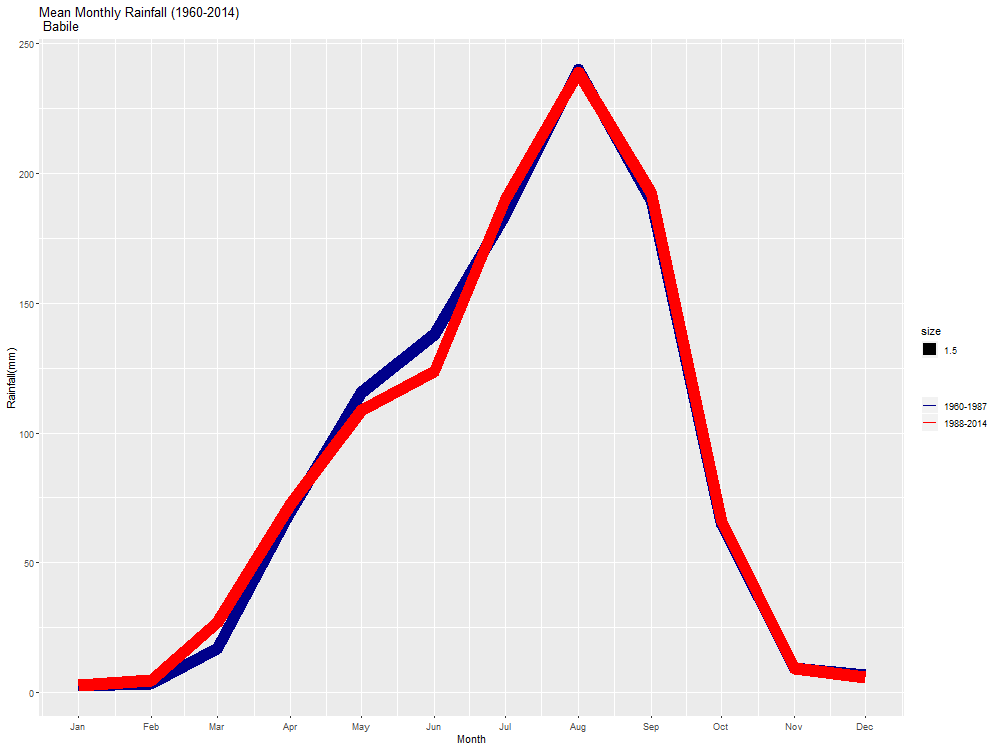 Mean Monthly Rainfall (1960-2014)
Babile
250
200
150
100
50
0
Rainfall(mm)
Jan Feb Mar Apr May Jun Jul Aug Sep Oct Nov Dec
Month
size
1.5
1960-1987
1988-2014